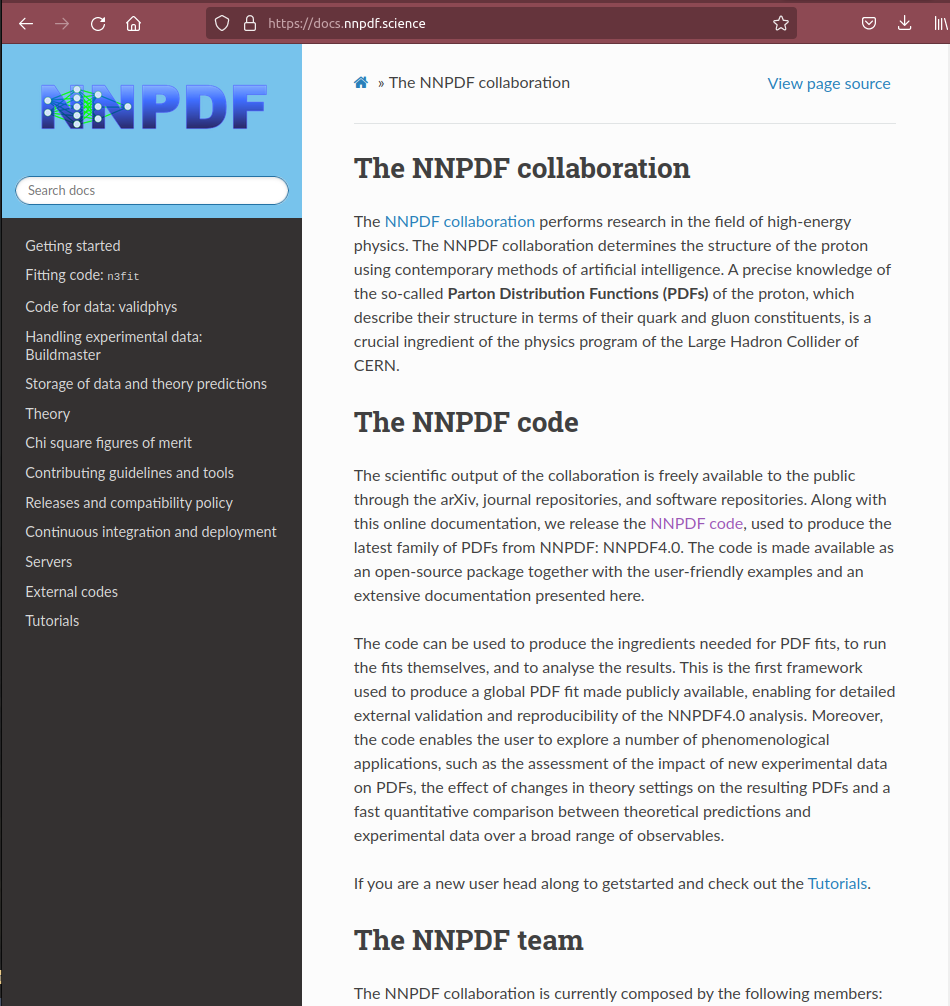 https://docs.nnpdf.science
NNPDF
Search docs
Getting started
Fitting code: n3fit
Code for data: validphys
Handling experimental data:
Buildmaster
Storage of data and theory predictions
Theory
Chi square figures of merit
Contributing guidelines and tools
Releases and compatibility policy
Continuous integration and deployment
Servers
External codes
Tutorials
» The NNPDF collaboration
View page source
The NNPDF collaboration
The NNPDF collaboration performs research in the field of high-energy
physics. The NNPDF collaboration determines the structure of the proton
using contemporary methods of artificial intelligence. A precise knowledge of
the so-called Parton Distribution Functions (PDFs) of the proton, which
describe their structure in terms of their quark and gluon constituents, is a
crucial ingredient of the physics program of the Large Hadron Collider of
CERN.
The NNPDF code
The scientific output of the collaboration is freely available to the public
through the arXiv, journal repositories, and software repositories. Along with
this online documentation, we release the NNPDF code, used to produce the
latest family of PDFs from NNPDF: NNPDF4.0. The code is made available as
an open-source package together with the user-friendly examples and an
extensive documentation presented here.
The code can be used to produce the ingredients needed for PDF fits, to run
the fits themselves, and to analyse the results. This is the first framework
used to produce a global PDF fit made publicly available, enabling for detailed
external validation and reproducibility of the NNPDF4.0 analysis. Moreover,
the code enables the user to explore a number of phenomenological
applications, such as the assessment of the impact of new experimental data
on PDFs, the effect of changes in theory settings on the resulting PDFs and a
fast quantitative comparison between theoretical predictions and
experimental data over a broad range of observables.
If you are a new user head along to getstarted and check out the Tutorials.
The NNPDF team
The NNPDF collaboration is currently composed by the following members: